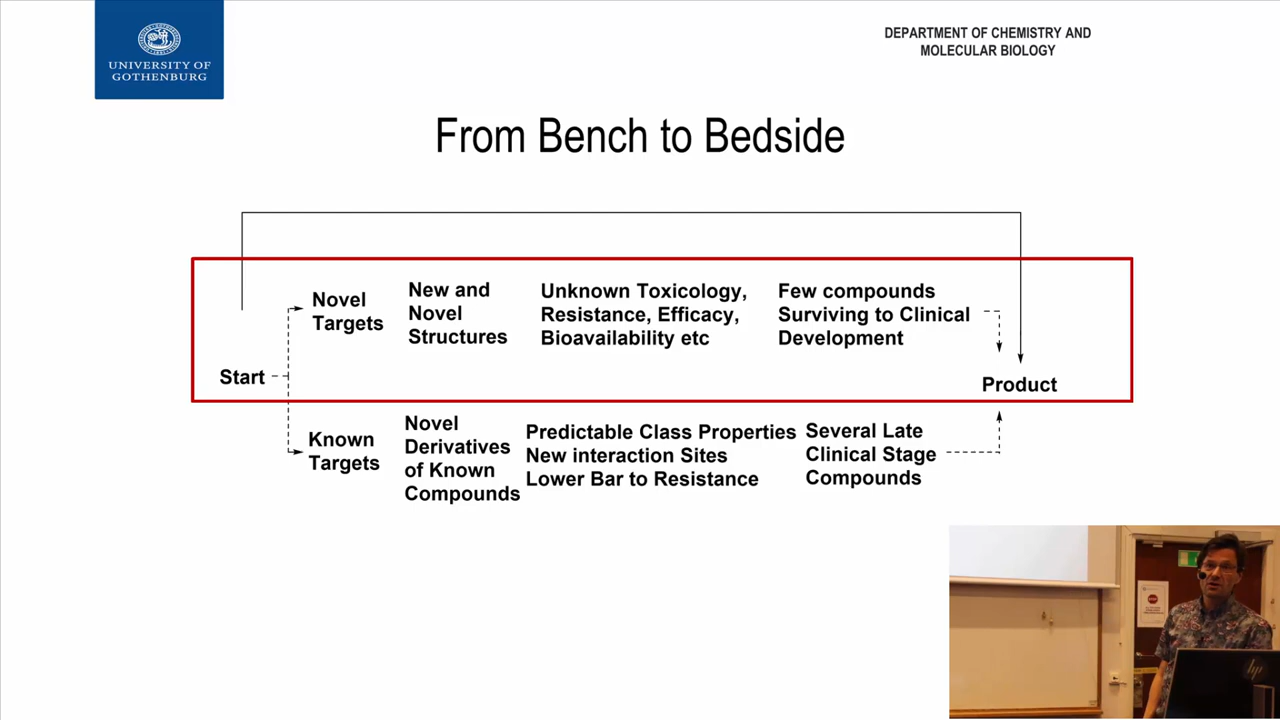 UNIVERSITY OF
GOTHENBURG
DEPARTMENT OF CHEMISTRY AND
MOLECULAR BIOLOGY
From Bench to Bedside
Start
Novel
Targets
New and
Novel
Structures
Unknown Toxicology,
Resistance, Efficacy,
Bioavailability etc
Few compounds
Surviving to Clinical
Development
Product
Known
Targets
Novel
Derivatives
of Known
Compounds
Predictable Class Properties
New interaction Sites
Lower Bar to Resistance
Several Late
Clinical Stage
Compounds
STOP
hp